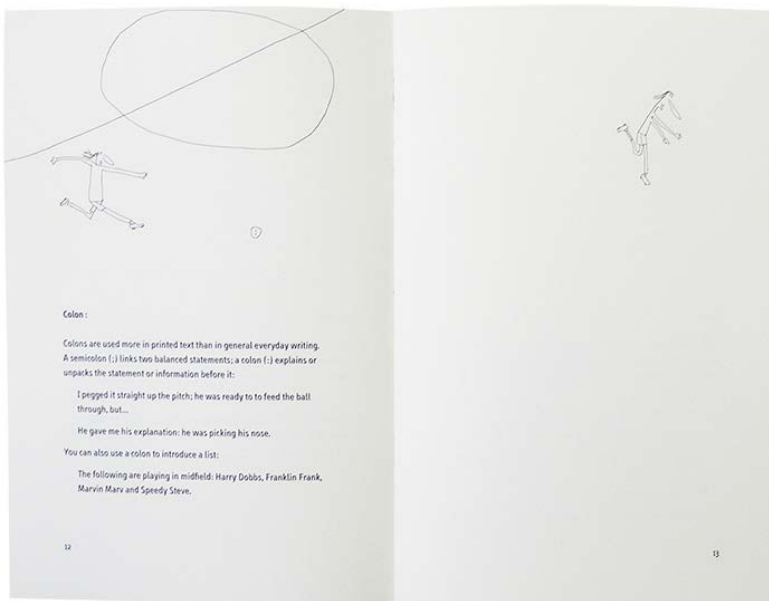 Colon :
Colons are used more in printed text than in general everyday writing.
A semicolon (;) links two balanced statements; a colon (:) explains or
unpacks the statement or information before it:
I pegged it straight up the pitch; he was ready to to feed the ball
through, but...
He gave me his explanation: he was picking his nose.
You can also use a colon to introduce a list:
The following are playing in midfield: Harry Dobbs, Franklin Frank,
Marvin Marv and Speedy Steve.
12
13